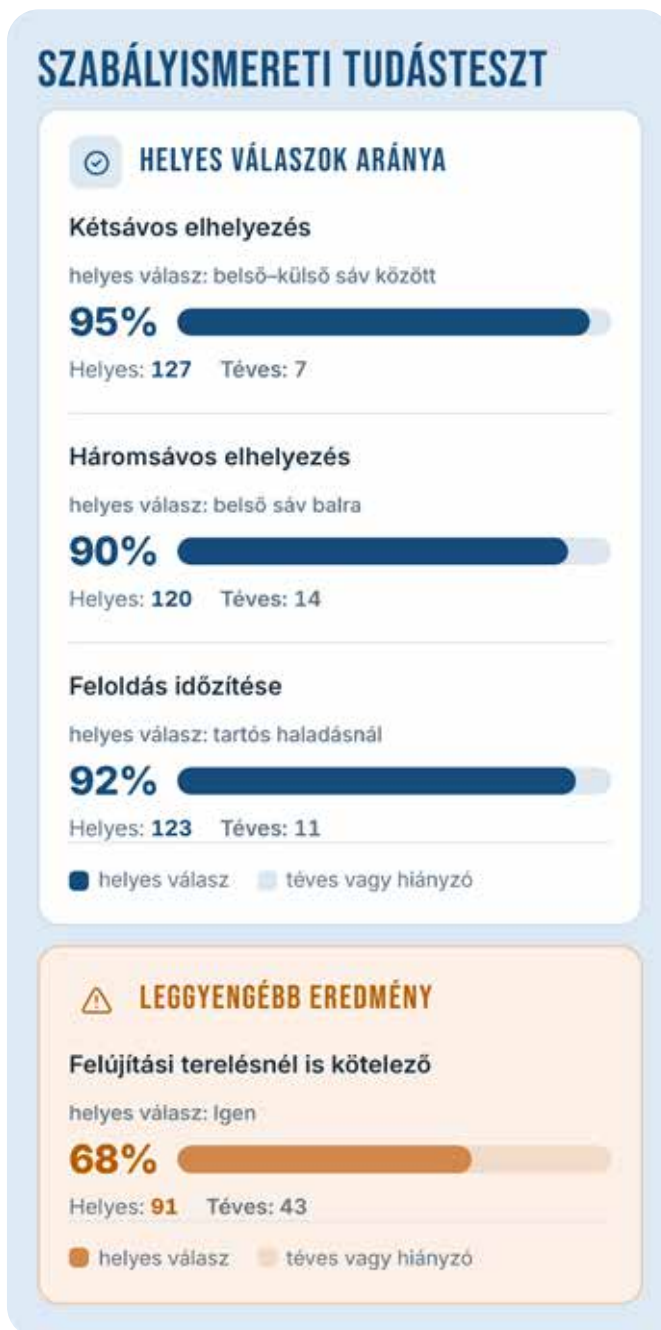 SZABÁLYISMERETI TUDÁSTESZT
HELYES VÁLASZOK ARÁNYA
Kétsávos elhelyezés
helyes válasz: belső–külső sáv között
95%
Helyes: 127 Téves: 7
Háromsávos elhelyezés
helyes válasz: belső sáv balra
90%
Helyes: 120 Téves: 14
Feloldás időzítése
helyes válasz: tartós haladásnál
92%
Helyes: 123 Téves: 11
helyes válasz téves vagy hiányzó
LEGGYENGÉBB EREDMÉNY
Felújítási terelésnél is kötelező
helyes válasz: Igen
68%
Helyes: 91 Téves: 43
helyes válasz téves vagy hiányzó